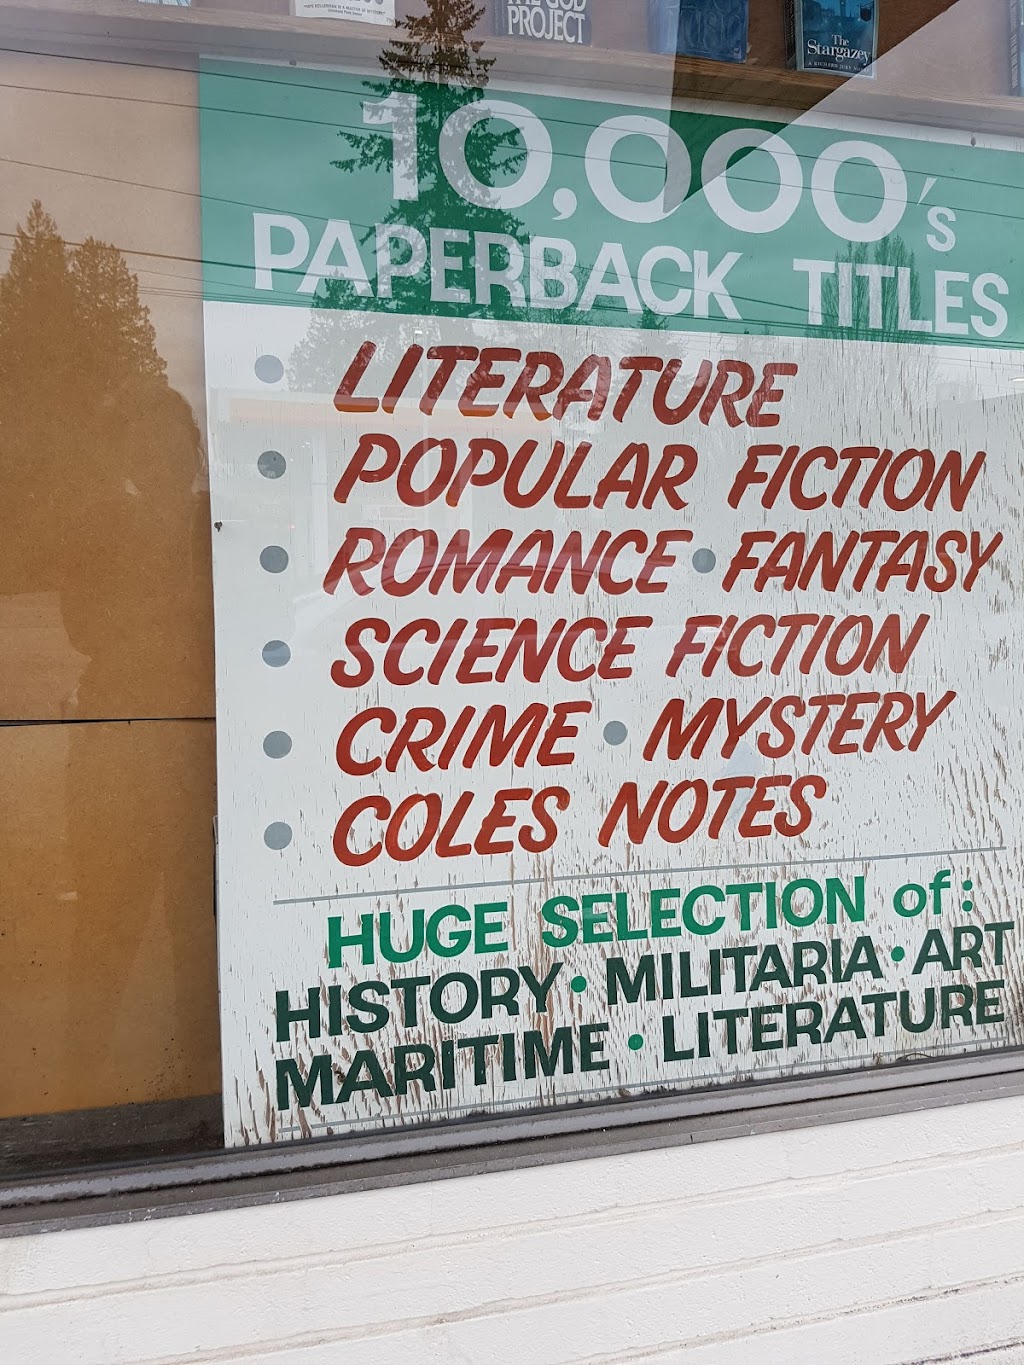 THE GOD
PROJECT
The
Stargazey
10,000's
PAPERBACK TITLES
LITERATURE
POPULAR FICTION
ROMANCE • FANTASY
SCIENCE FICTION
CRIME • MYSTERY
COLES NOTES
HUGE SELECTION of:
HISTORY • MILITARIA • ART
MARITIME • LITERATURE